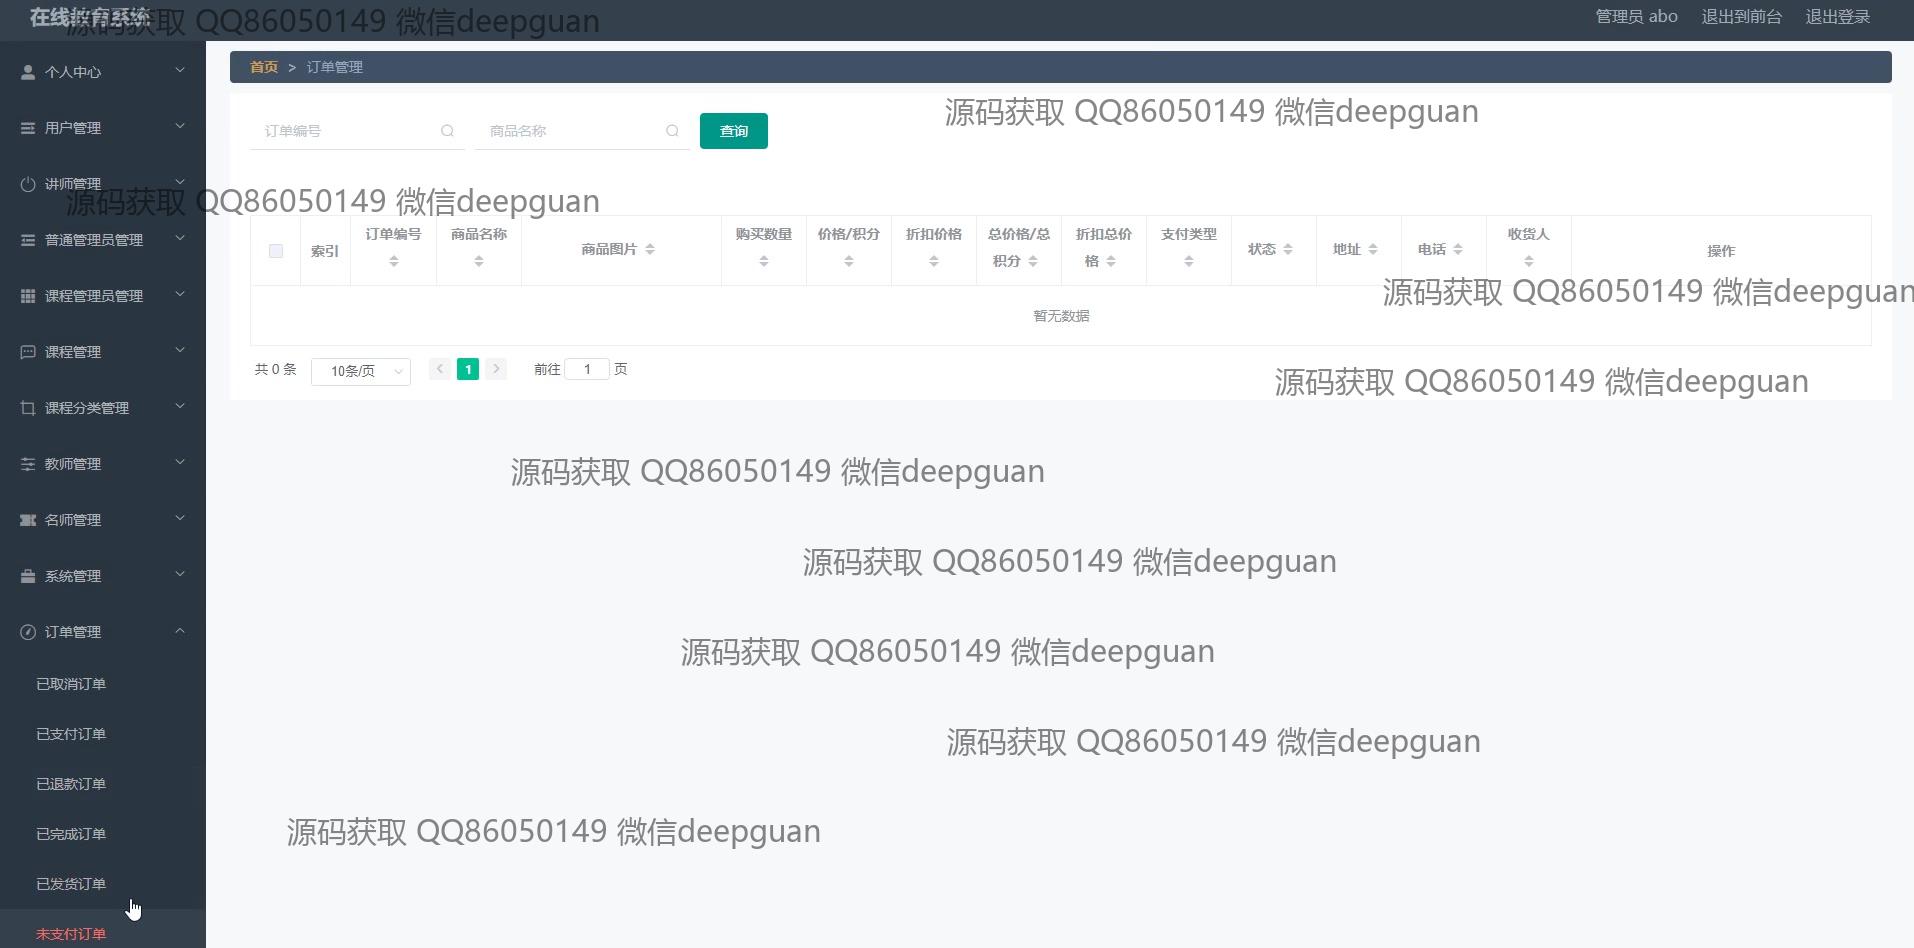 在线教育系统
源码获取 QQ86050149 微信deepguan
管理员 abo 退出到前台 退出登录
个人中心
首页 > 订单管理
源码获取 QQ86050149 微信deepguan
用户管理
订单编号 商品名称 查询
讲师管理
源码获取 QQ86050149 微信deepguan
普通管理员管理
索引 订单编号 商品名称 商品图片 购买数量 价格/积分 折扣价格 总价格/总积分 折扣总价格 支付类型 状态 地址 电话 收货人 操作
课程管理员管理
源码获取 QQ86050149 微信deepguan
暂无数据
课程管理
共 0 条 10条/页 1 前往 1 页
源码获取 QQ86050149 微信deepguan
课程分类管理
教师管理
源码获取 QQ86050149 微信deepguan
名师管理
源码获取 QQ86050149 微信deepguan
系统管理
订单管理
源码获取 QQ86050149 微信deepguan
已取消订单
已支付订单
源码获取 QQ86050149 微信deepguan
已退款订单
已完成订单
源码获取 QQ86050149 微信deepguan
已发货订单
未支付订单